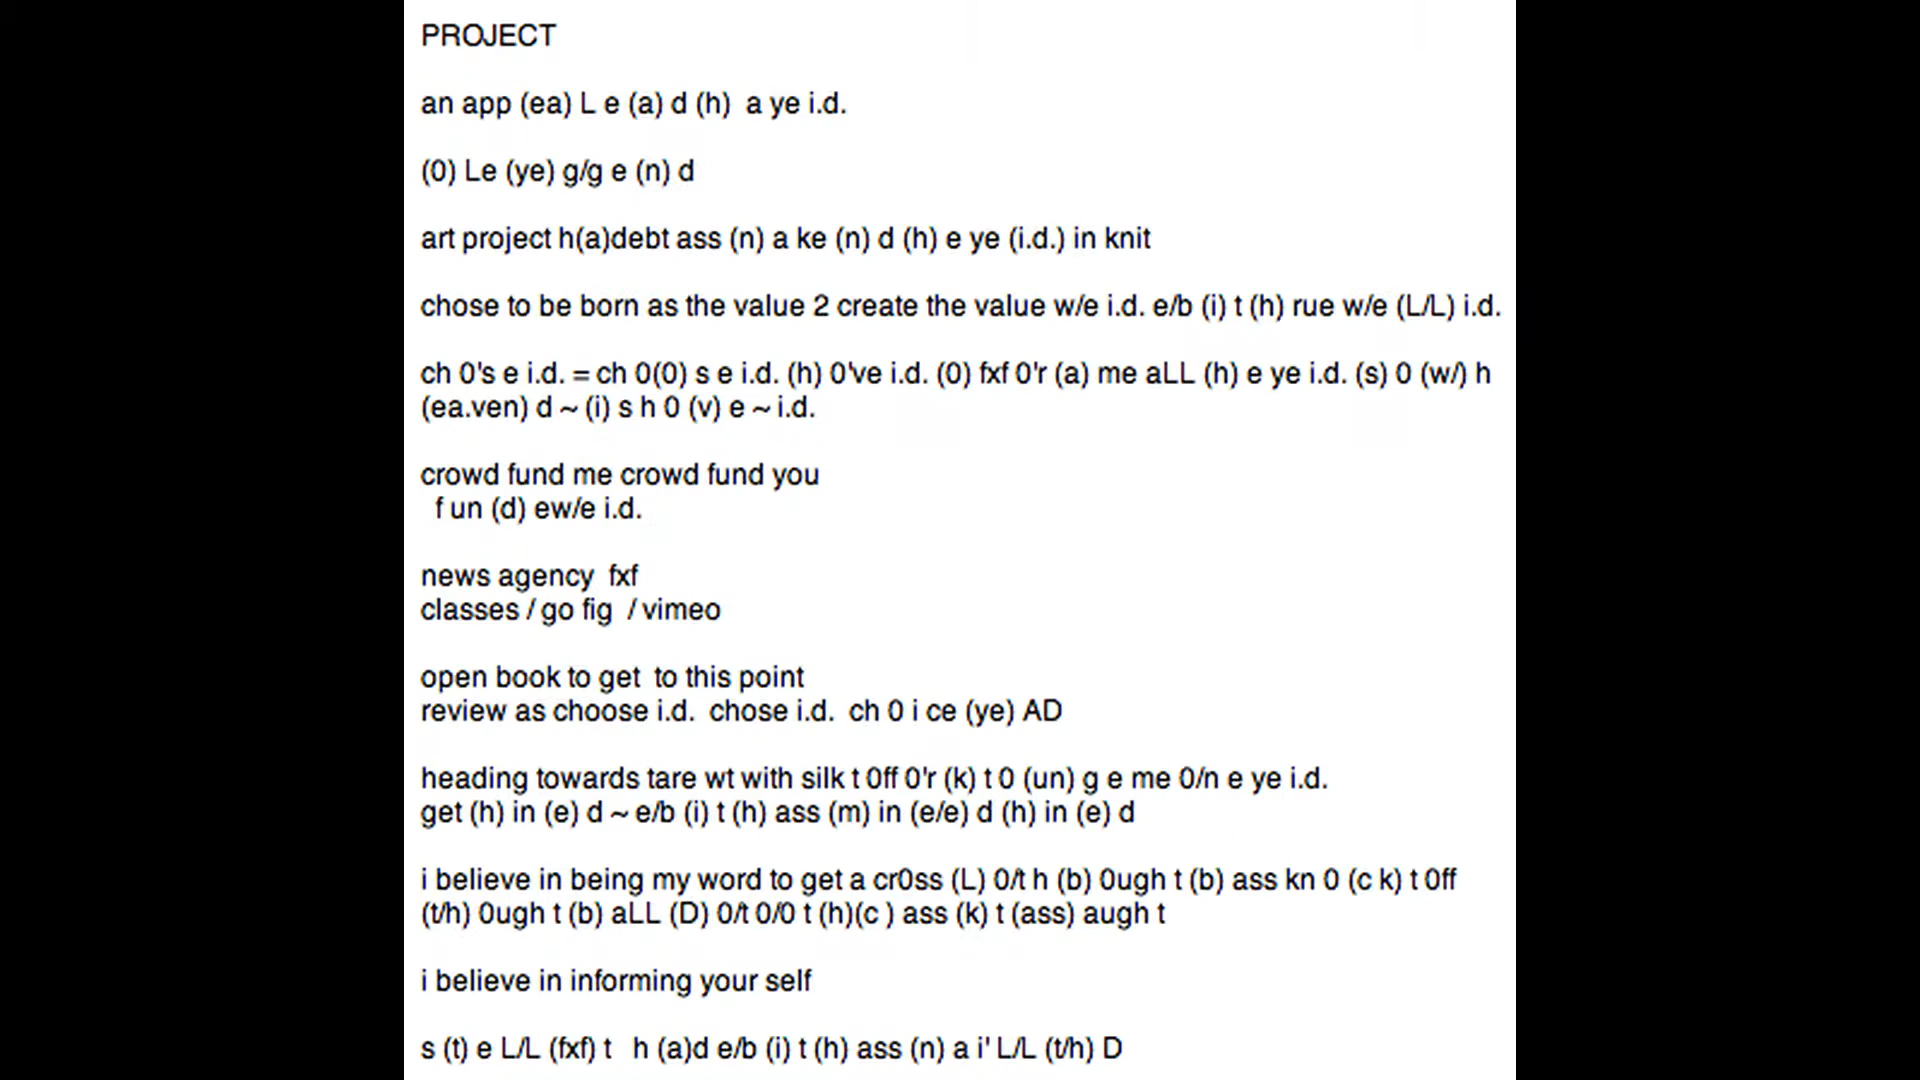 PROJECT
an app (ea) L e (a) d (h)  a ye i.d.
(0) Le (ye) g/g e (n) d
art project h(a)debt ass (n) a ke (n) d (h) e ye (i.d.) in knit
chose to be born as the value 2 create the value w/e i.d. e/b (i) t (h) rue w/e (L/L) i.d.
ch 0's e i.d. = ch 0(0) s e i.d. (h) 0've i.d. (0) fxf 0'r (a) me aLL (h) e ye i.d. (s) 0 (w/) h
(ea.ven) d ~ (i) s h 0 (v) e ~ i.d.
crowd fund me crowd fund you
f un (d) ew/e i.d.
news agency  fxf
classes / go fig  / vimeo
open book to get  to this point
review as choose i.d.  chose i.d.  ch 0 i ce (ye) AD
heading towards tare wt with silk t 0ff 0'r (k) t 0 (un) g e me 0/n e ye i.d.
get (h) in (e) d ~ e/b (i) t (h) ass (m) in (e/e) d (h) in (e) d
i believe in being my word to get a cr0ss (L) 0/t h (b) 0ugh t (b) ass kn 0 (c k) t 0ff
(t/h) 0ugh t (b) aLL (D) 0/t 0/0 t (h)(c ) ass (k) t (ass) augh t
i believe in informing your self
s (t) e L/L (fxf) t   h (a)d e/b (i) t (h) ass (n) a i' L/L (t/h) D